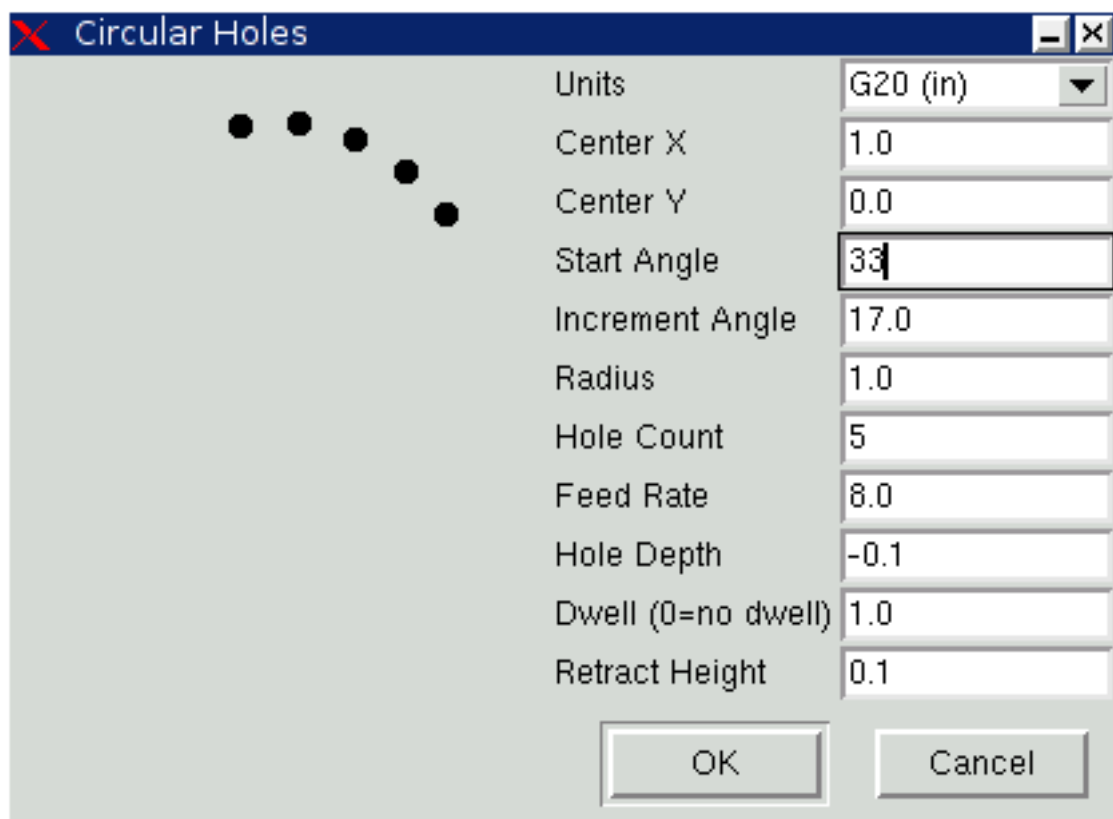 Circular Holes
Units G20 (in)
Center X 1.0
Center Y 0.0
Start Angle 33
Increment Angle 17.0
Radius 1.0
Hole Count 5
Feed Rate 8.0
Hole Depth -0.1
Dwell (0=no dwell) 1.0
Retract Height 0.1
OK Cancel